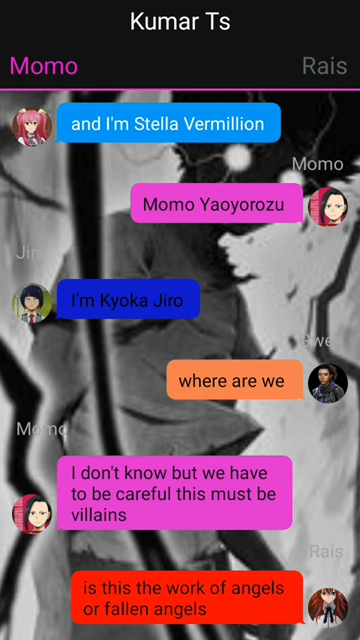 Kumar Ts
Momo
Rais
and I'm Stella Vermillion
Momo
Momo Yaoyorozu
Jir
I'm Kyoka Jiro
Gwe
where are we
Momo
I don't know but we have
to be careful this must be
villains
Rais
is this the work of angels
or fallen angels